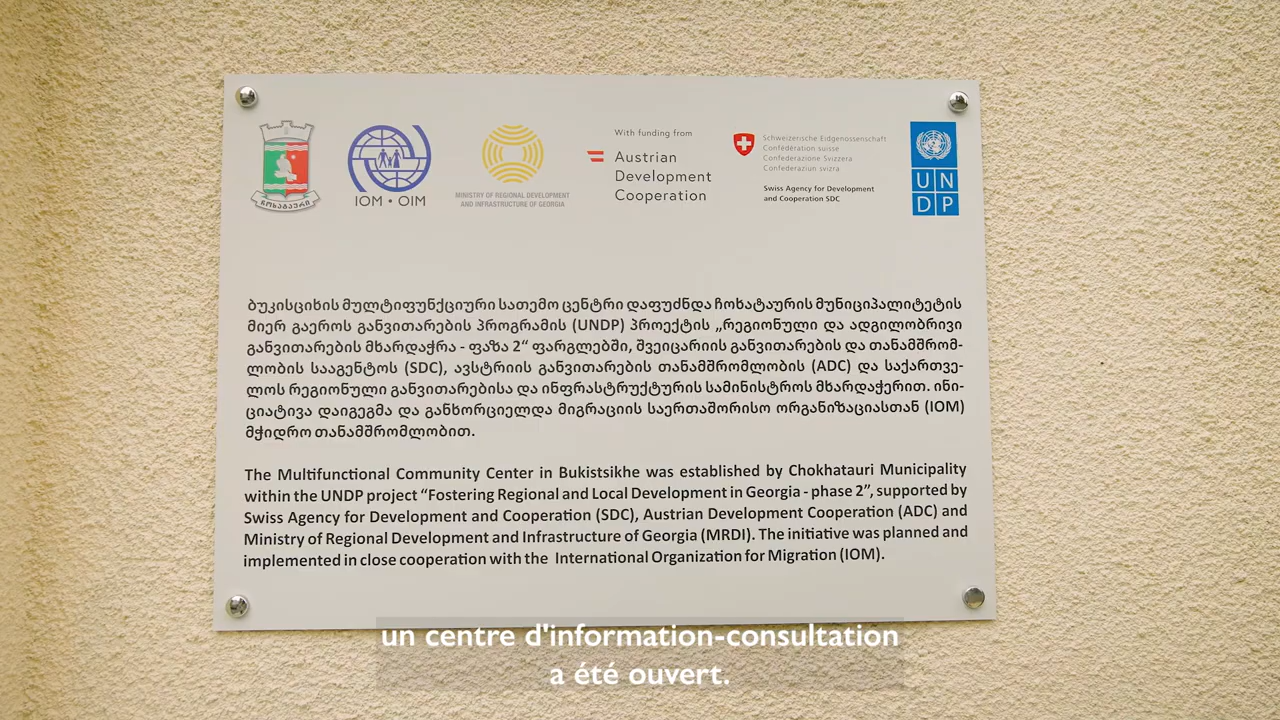 ჩოხატაური
IOM • OIM
MINISTRY OF REGIONAL DEVELOPMENT
AND INFRASTRUCTURE OF GEORGIA
With funding from
Austrian
Development
Cooperation
Schweizerische Eidgenossenschaft
Confédération suisse
Confederazione Svizzera
Confederaziun svizra
Swiss Agency for Development
and Cooperation SDC
UN
DP
ბუკისციხის მულტიფუნქციური სათემო ცენტრი დაფუძნდა ჩოხატაურის მუნიციპალიტეტის
მიერ გაეროს განვითარების პროგრამის (UNDP) პროექტის „რეგიონული და ადგილობრივი
განვითარების მხარდაჭრა - ფაზა 2“ ფარგლებში, შვეიცარიის განვითარების და თანამშრომ-
ლობის სააგენტოს (SDC), ავსტრიის განვითარების თანამშრომლობის (ADC) და საქართვე-
ლოს რეგიონული განვითარებისა და ინფრასტრუქტურის სამინისტროს მხარდაჭერით. ინი-
ციატივა დაიგეგმა და განხორციელდა მიგრაციის საერთაშორისო ორგანიზაციასთან (IOM)
მჭიდრო თანამშრომლობით.
The Multifunctional Community Center in Bukistsikhe was established by Chokhatauri Municipality
within the UNDP project “Fostering Regional and Local Development in Georgia - phase 2”, supported by
Swiss Agency for Development and Cooperation (SDC), Austrian Development Cooperation (ADC) and
Ministry of Regional Development and Infrastructure of Georgia (MRDI). The initiative was planned and
implemented in close cooperation with the International Organization for Migration (IOM).
un centre d'information-consultation
a été ouvert.